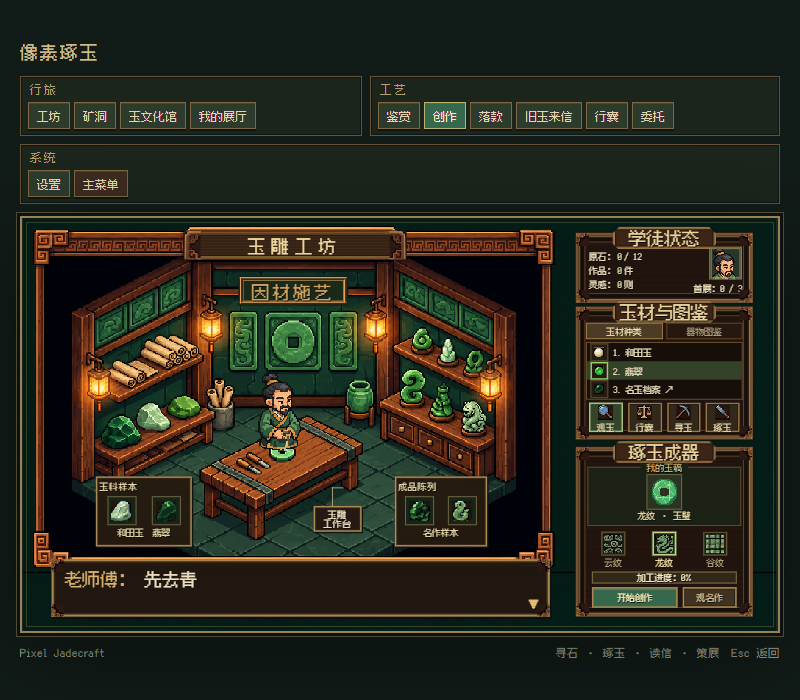 像素琢玉
行旅
工坊 矿洞 玉文化馆 我的展厅
工艺
鉴赏 创作 落款 旧玉来信 行囊 委托
系统
设置 主菜单
玉雕工坊
因材施艺
玉料样本
和田玉 翡翠
玉雕
工作台
成品陈列
名作样本
老师傅： 先去青
学徒状态
原石: 0/12
作品: 0件
灵感: 0则
首展: 0/3
玉材与图鉴
玉材种类 器物图鉴
1. 和田玉
2. 翡翠
3. 名玉档案 ↗
观玉 行囊 寻玉 琢玉
琢玉成器
我的玉稿
龙纹 · 玉璧
云纹 龙纹 谷纹
加工进度: 0%
开始创作 观名作
Pixel Jadecraft
寻石 · 琢玉 · 读信 · 策展 Esc 返回